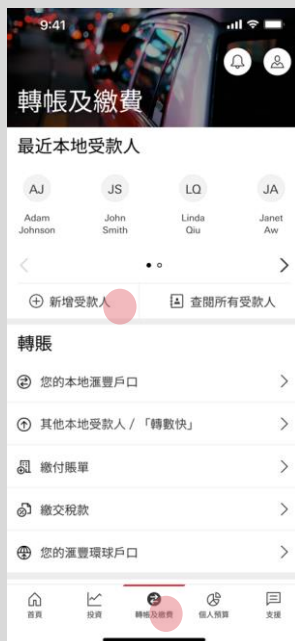 9:41
轉帳及繳費
最近本地受款人
AJ JS LQ JA
Adam Johnson John Smith Linda Qiu Janet Aw
新增受款人 查閱所有受款人
轉賬
您的本地滙豐戶口
其他本地受款人 / 「轉數快」
繳付賬單
繳交稅款
您的滙豐環球戶口
首頁 投資 轉帳及繳費 個人預算 支援